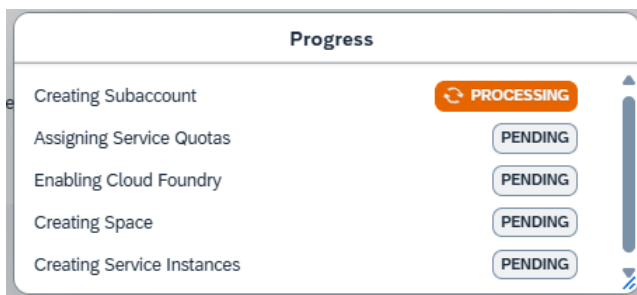 Progress
Creating Subaccount PROCESSING
Assigning Service Quotas PENDING
Enabling Cloud Foundry PENDING
Creating Space PENDING
Creating Service Instances PENDING